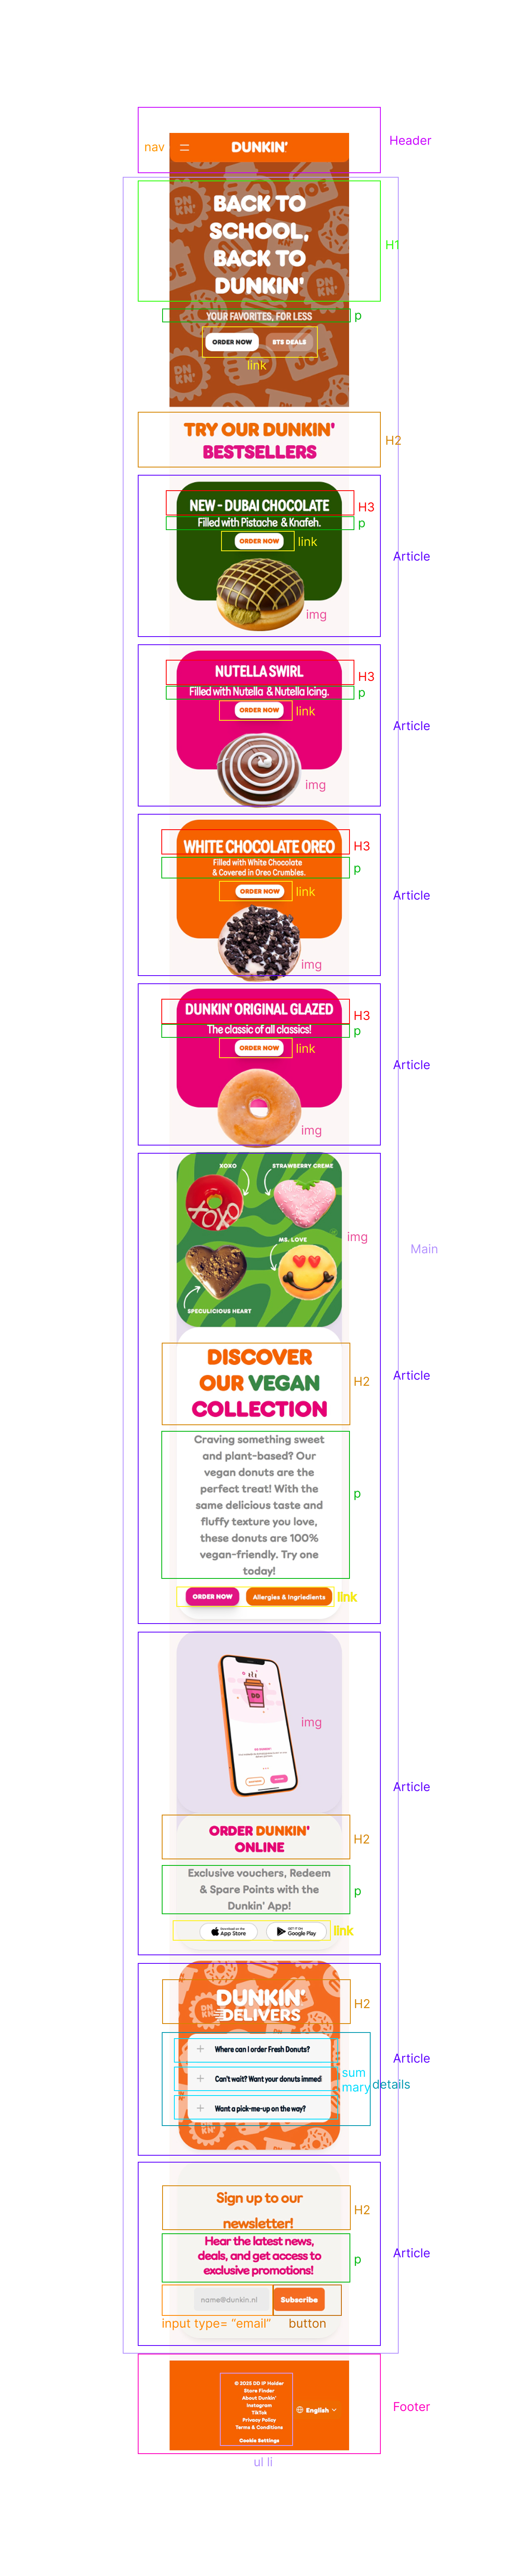 Header
nav
DUNKIN'
BACK TO
SCHOOL,
BACK TO
DUNKIN'
H1
YOUR FAVORITES, FOR LESS
p
ORDER NOW
BTS DEALS
link
TRY OUR DUNKIN'
BESTSELLERS
H2
NEW - DUBAI CHOCOLATE
H3
Filled with Pistache & Knafeh.
p
ORDER NOW
link
Article
img
NUTELLA SWIRL
H3
Filled with Nutella & Nutella Icing.
p
ORDER NOW
link
Article
img
WHITE CHOCOLATE OREO
H3
Filled with White Chocolate
& Covered in Oreo Crumbles.
p
ORDER NOW
link
Article
img
DUNKIN' ORIGINAL GLAZED
H3
The classic of all classics!
p
ORDER NOW
link
Article
img
XOXO
STRAWBERRY CREME
MS. LOVE
SPECULICIOUS HEART
img
Main
DISCOVER
OUR VEGAN
COLLECTION
H2
Article
Craving something sweet
and plant-based? Our
vegan donuts are the
perfect treat! With the
same delicious taste and
fluffy texture you love,
these donuts are 100%
vegan-friendly. Try one
today!
p
ORDER NOW
Allergies & Ingriedients
link
DD
img
Article
ORDER DUNKIN'
ONLINE
H2
Exclusive vouchers, Redeem
& Spare Points with the
Dunkin' App!
p
Download on the
App Store
GET IT ON
Google Play
link
DUNKIN'
DELIVERS
H2
Where can I order Fresh Donuts?
Can't wait? Want your donuts immed
Want a pick-me-up on the way?
sum
mary
details
Article
Sign up to our
newsletter!
H2
Hear the latest news,
deals, and get access to
exclusive promotions!
p
Article
name@dunkin.nl
Subscribe
input type= "email"
button
© 2025 DD IP Holder
Store Finder
About Dunkin'
Instagram
TikTok
Privacy Policy
Terms & Conditions
Cookie Settings
English
Footer
ul li